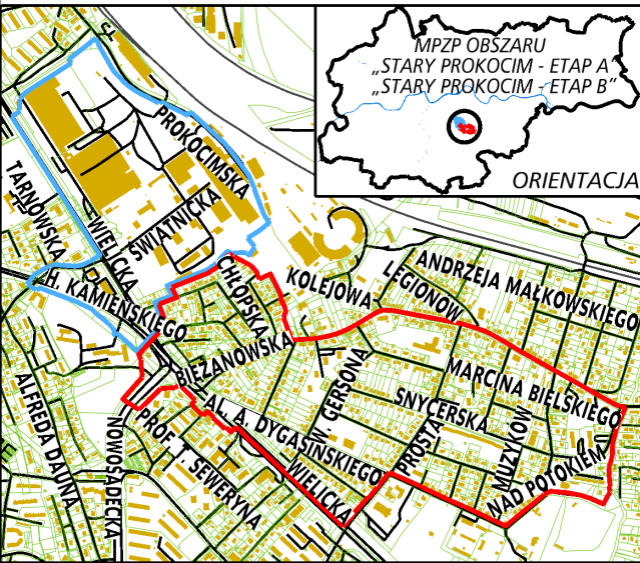 MPZP OBSZARU
„STARY PROKOCIM - ETAP A"
„STARY PROKOCIM - ETAP B"
ORIENTACJA
PROKOCIMSKA
TARNOWSKA
WIELICKA
ŚWIATNICKA
H. KAMIEŃSKIEGO
CHŁOPSKA
KOLEJOWA
LEGIONÓW
ANDRZEJA MAŁKOWSKIEGO
BIEŻANOWSKA
MARCINA BIELSKIEGO
W. GERSONA
SNYCERSKA
ALFREDA DAUNA
NOWOSĄDECKA
PROF. T. SEWERYNA
AL. A. DYGASIŃSKIEGO
WIELICKA
PROSTA
MUZYKÓW
NAD POTOKIEM